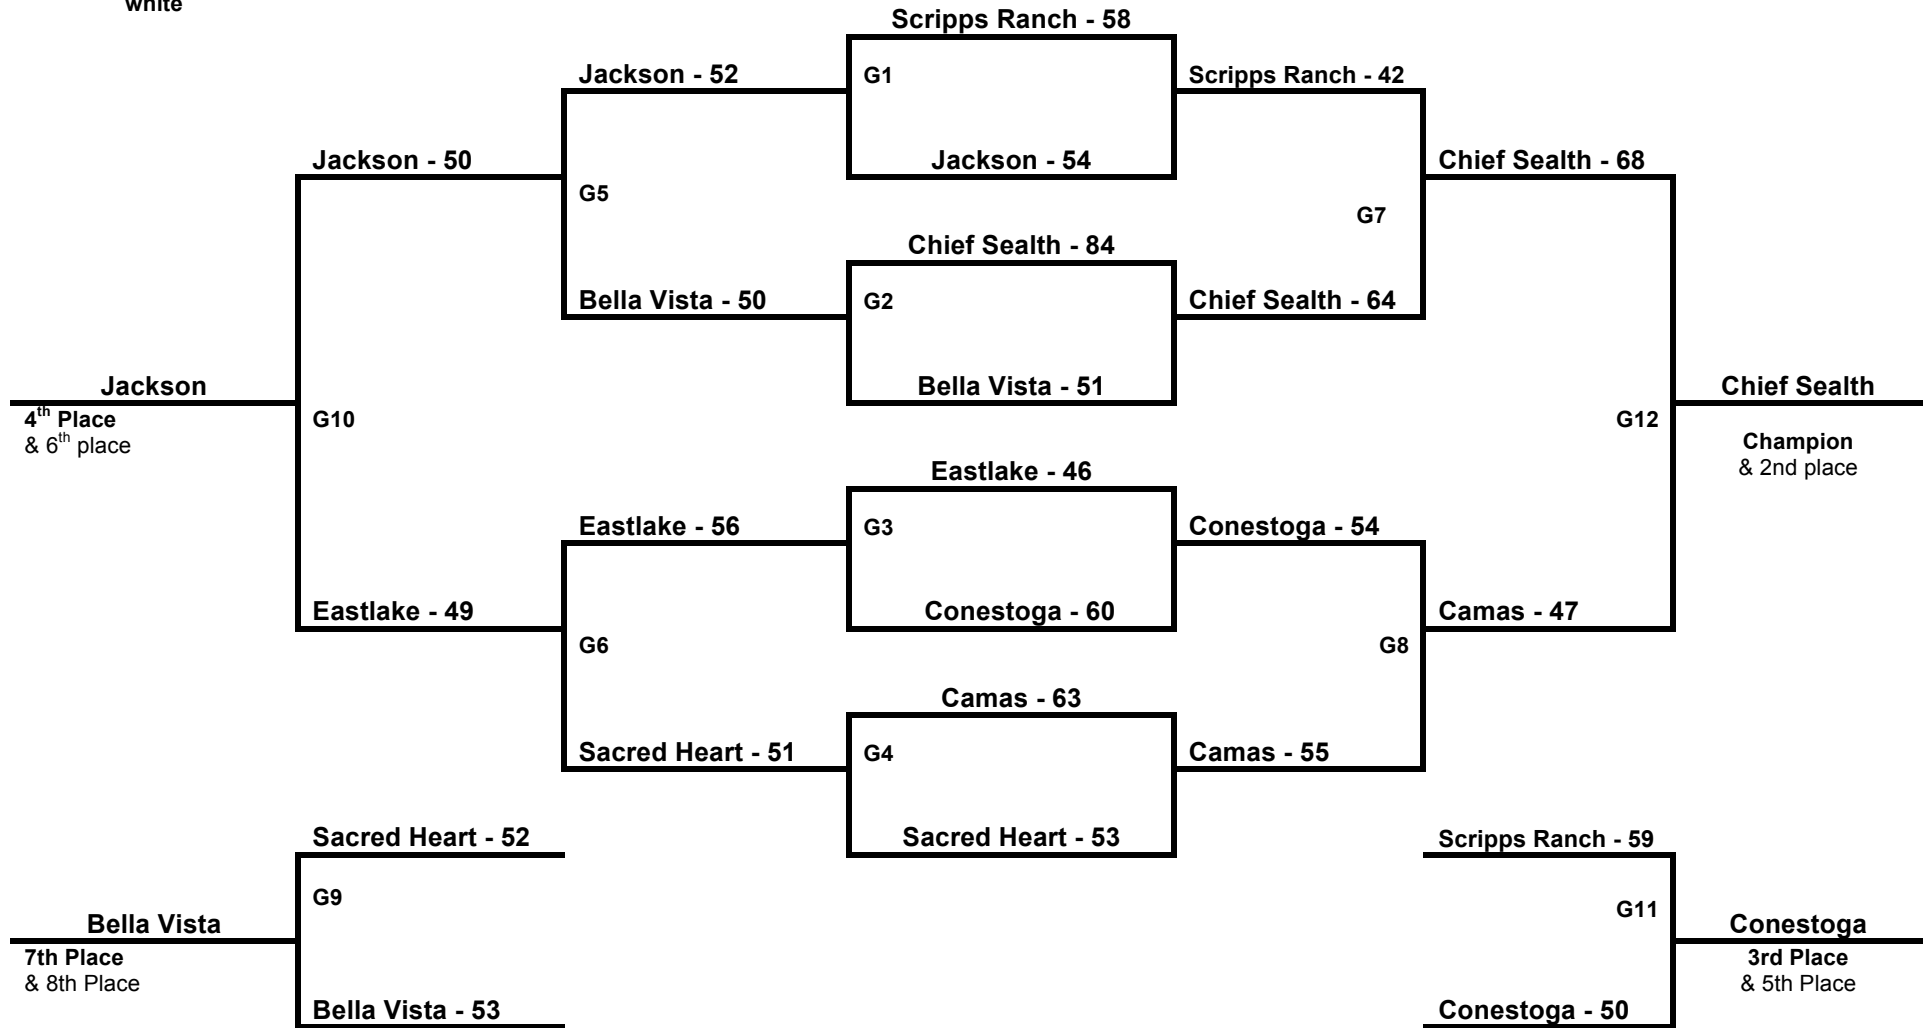 white
Scripps Ranch - 58
Jackson - 52
G1
Scripps Ranch - 42
Jackson - 50
Jackson - 54
Chief Sealth - 68
G5
G7
Chief Sealth - 84
Bella Vista - 50
G2
Chief Sealth - 64
Jackson
Bella Vista - 51
Chief Sealth
4th Place
& 6th place
G10
G12
Champion
& 2nd place
Eastlake - 46
Eastlake - 56
G3
Conestoga - 54
Eastlake - 49
Conestoga - 60
Camas - 47
G6
G8
Camas - 63
Sacred Heart - 51
G4
Camas - 55
Sacred Heart - 52
Sacred Heart - 53
Scripps Ranch - 59
G9
G11
Bella Vista
Conestoga
7th Place
& 8th Place
3rd Place
& 5th Place
Bella Vista - 53
Conestoga - 50